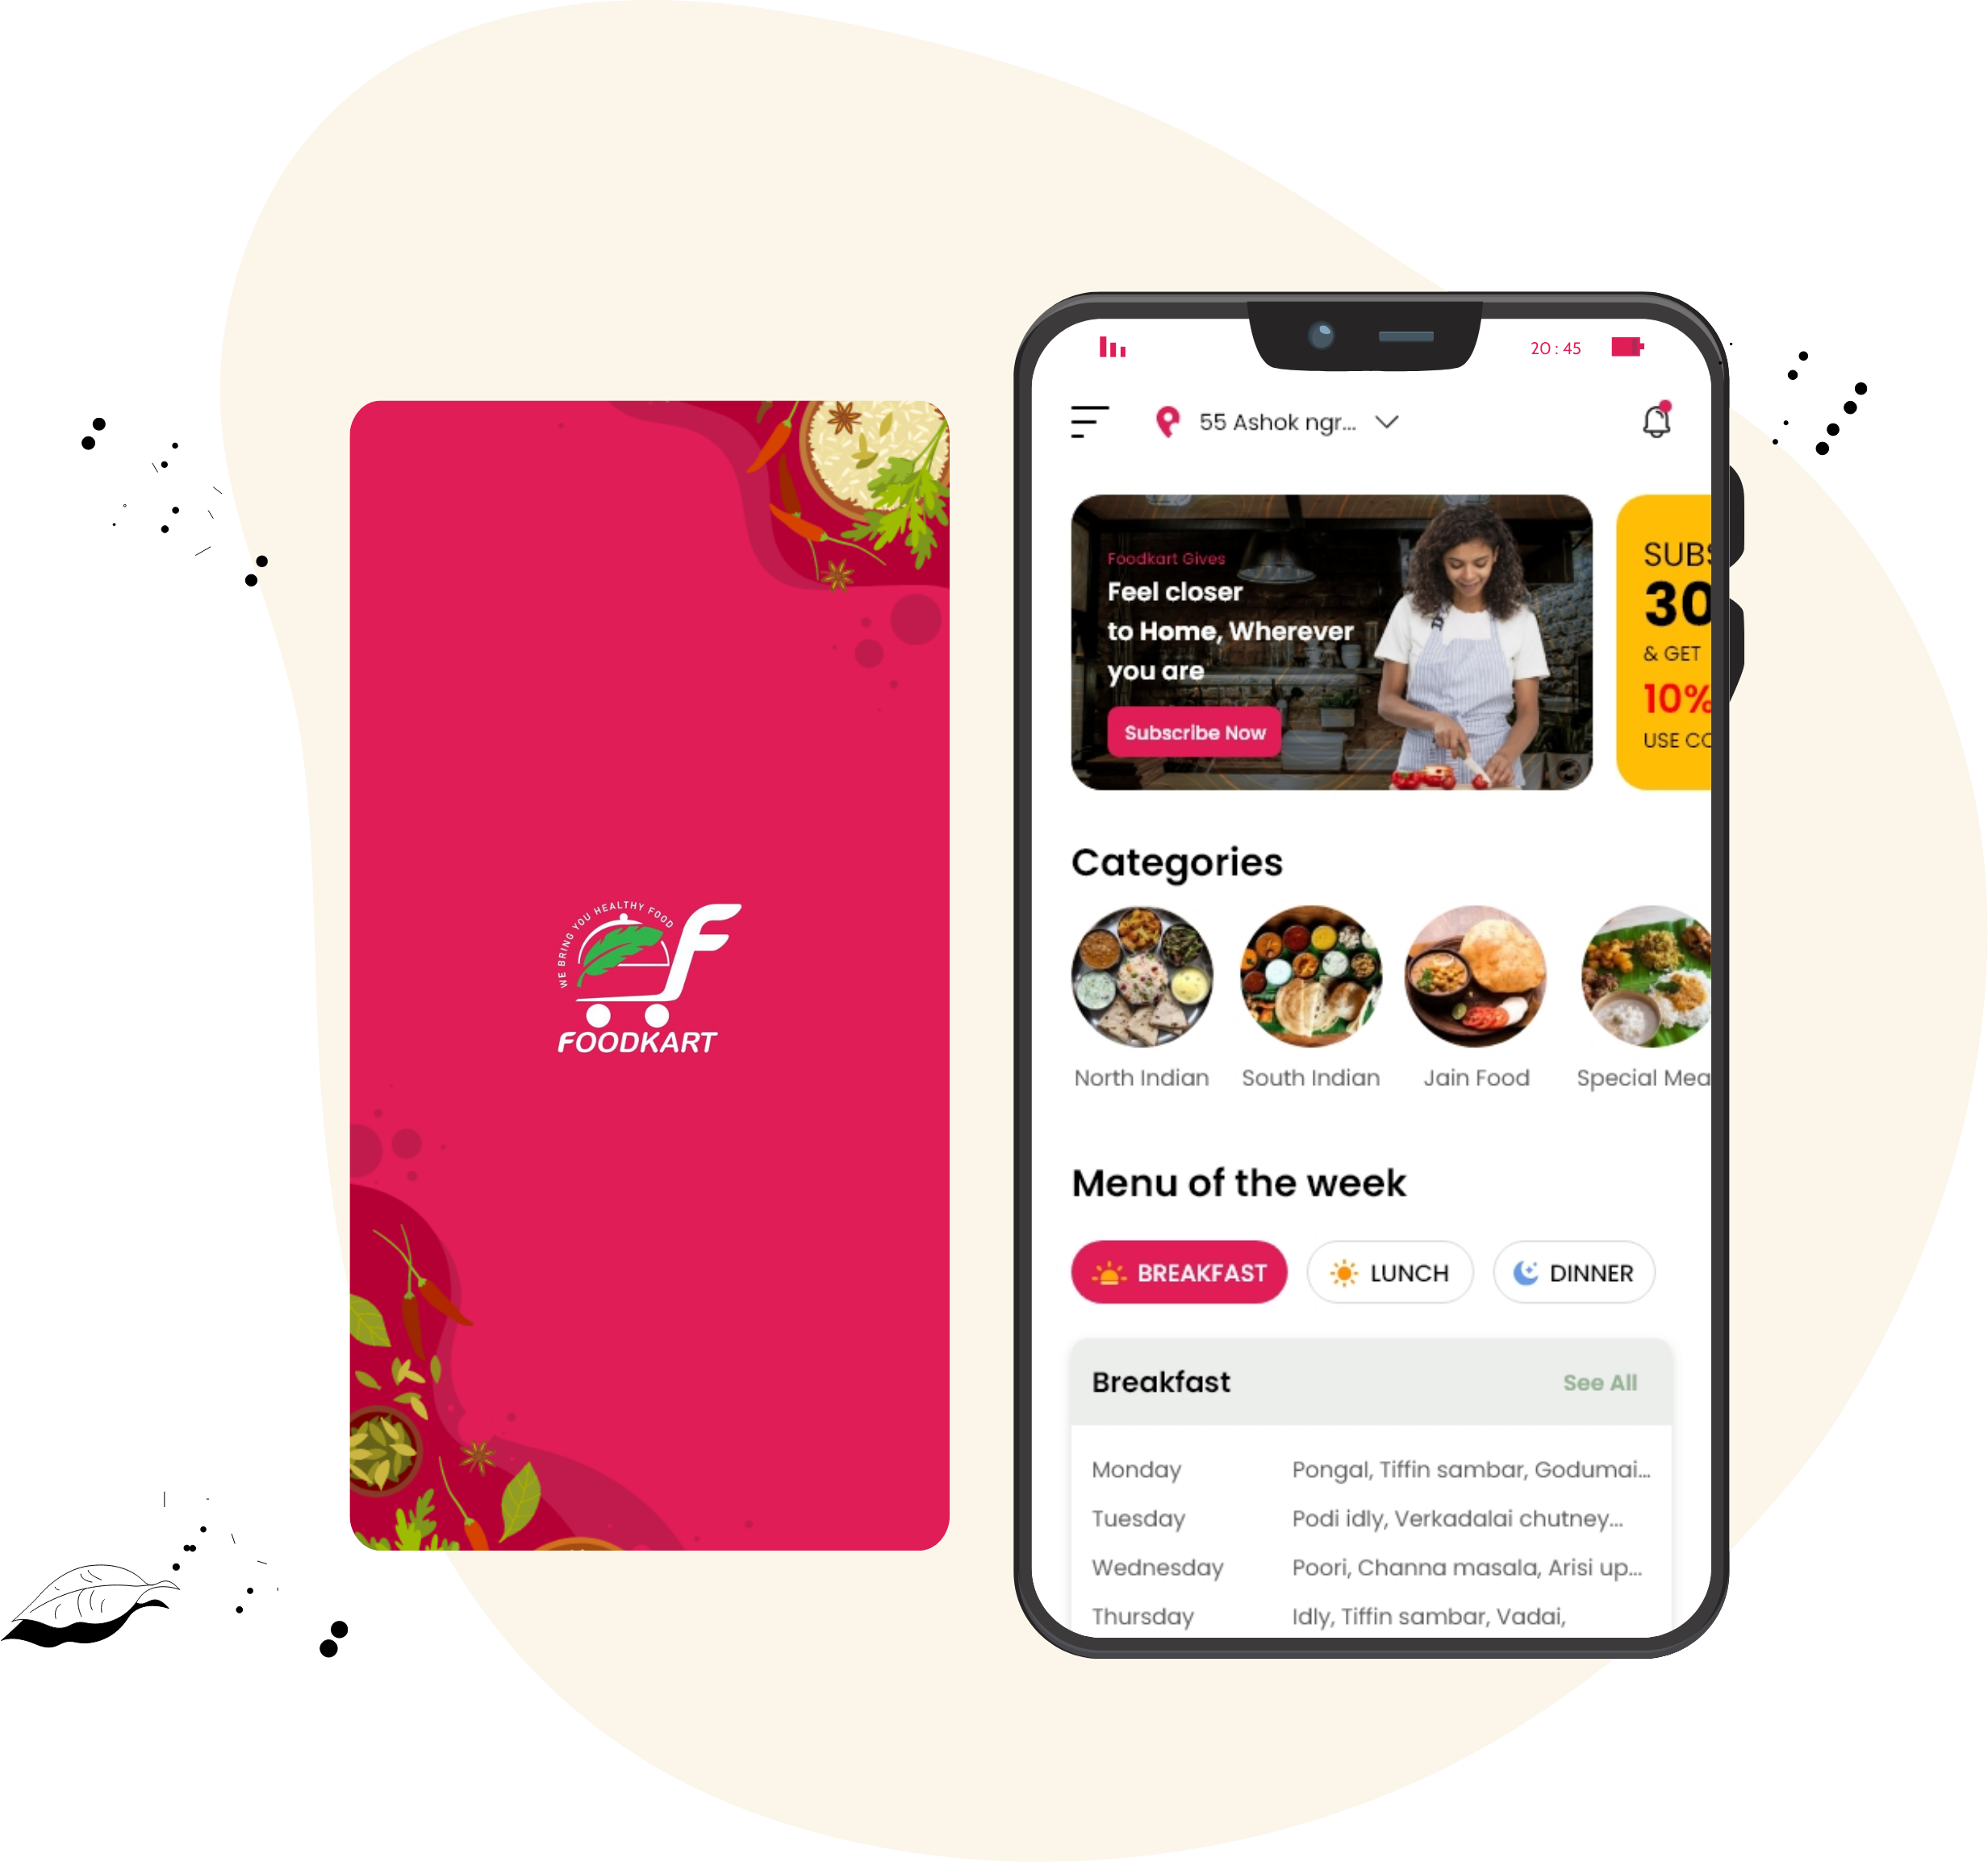 WE BRING YOU HEALTHY FOOD
FOODKART
20 : 45
55 Ashok ngr...
Foodkart Gives
Feel closer
to Home, Wherever
you are
Subscribe Now
SUBS
30
& GET
10%
USE CO
Categories
North Indian
South Indian
Jain Food
Special Mea
Menu of the week
BREAKFAST
LUNCH
DINNER
Breakfast
See All
Monday
Pongal, Tiffin sambar, Godumai...
Tuesday
Podi idly, Verkadalai chutney...
Wednesday
Poori, Channa masala, Arisi up...
Thursday
Idly, Tiffin sambar, Vadai,